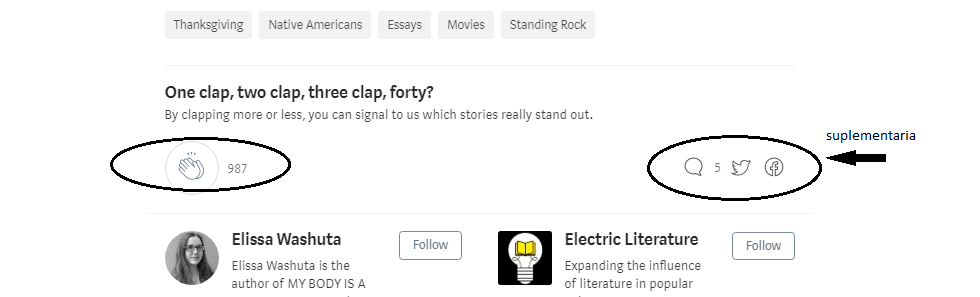 Thanksgiving Native Americans Essays Movies Standing Rock
One clap, two clap, three clap, forty?
By clapping more or less, you can signal to us which stories really stand out.
suplementaria
987 5
Elissa Washuta Follow Electric Literature Follow
Elissa Washuta is the Expanding the influence
author of MY BODY IS A of literature in popular